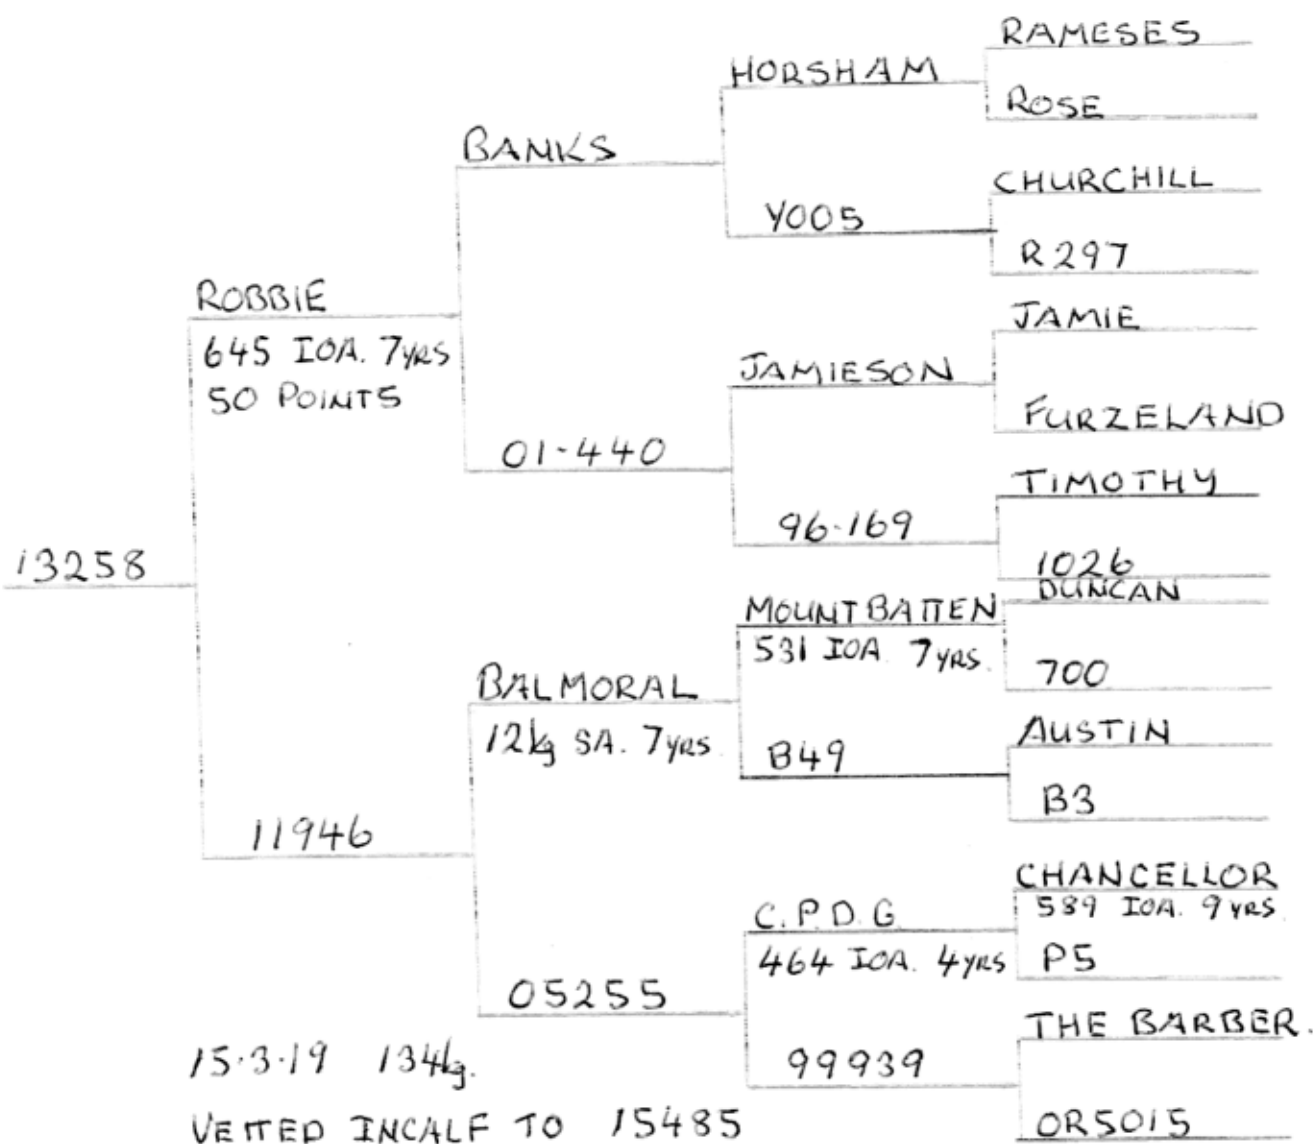 RAMESES
HORSHAM
ROSE
BANKS
CHURCHILL
Y005
R297
ROBBIE
645 IOA. 7YRS
50 POINTS
JAMIE
JAMIESON
FURZELAND
01-440
TIMOTHY
96-169
1026
13258
DUNCAN
MOUNTBATTEN
531 IOA 7YRS.
700
BALMORAL
12kg SA. 7YRS
AUSTIN
B49
B3
11946
CHANCELLOR
589 IOA. 9YRS
C.P.D.G.
464 IOA. 4YRS
P5
05255
THE BARBER.
99939
OR5015
15.3.19 134kg.
VETTED INCALF TO 15485